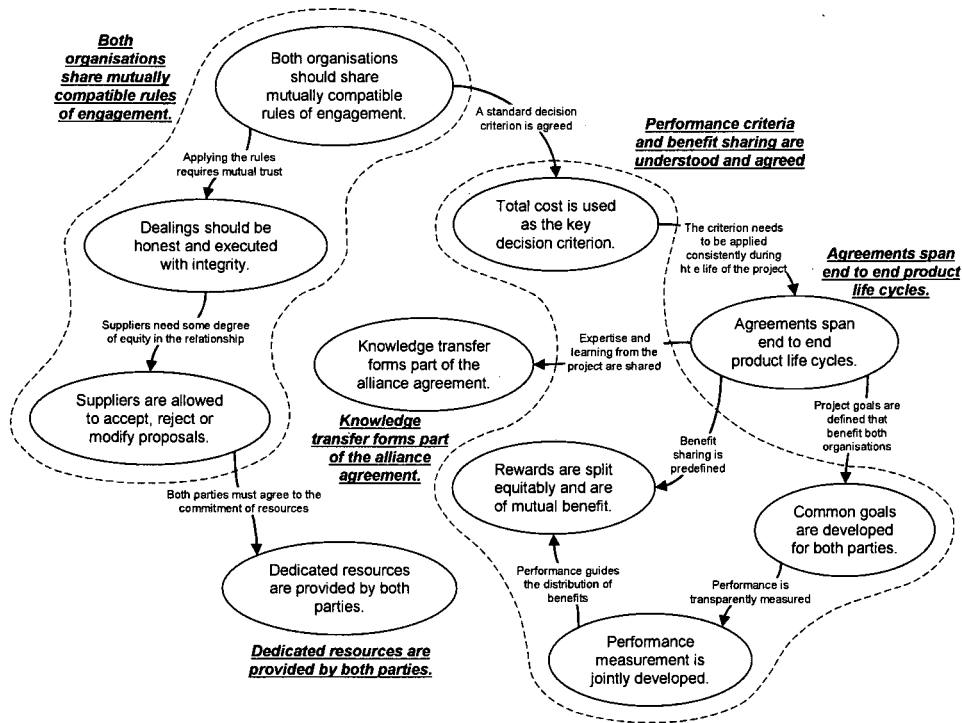 Both
organisations
share mutually
compatible rules
of engagement.
Both organisations
should share
mutually compatible
rules of engagement.
A standard decision
criterion is agreed
Performance criteria
and benefit sharing are
understood and agreed
Applying the rules
requires mutual trust
Dealings should be
honest and executed
with integrity.
Total cost is used
as the key
decision criterion.
The criterion needs
to be applied
consistently during
ht e life of the project
Agreements span
end to end product
life cycles.
Suppliers need some degree
of equity in the relationship
Knowledge transfer
forms part of the
alliance agreement.
Expertise and
learning from the
project are shared
Agreements span
end to end
product life cycles.
Suppliers are allowed
to accept, reject or
modify proposals.
Knowledge
transfer forms part
of the alliance
agreement.
Benefit
sharing is
predefined
Project goals are
defined that
benefit both
organisations
Rewards are split
equitably and are
of mutual benefit.
Both parties must agree to the
commitment of resources
Common goals
are developed
for both parties.
Dedicated resources
are provided by both
parties.
Performance guides
the distribution of
benefits
Performance is
transparently measured
Dedicated resources are
provided by both parties.
Performance
measurement is
jointly developed.